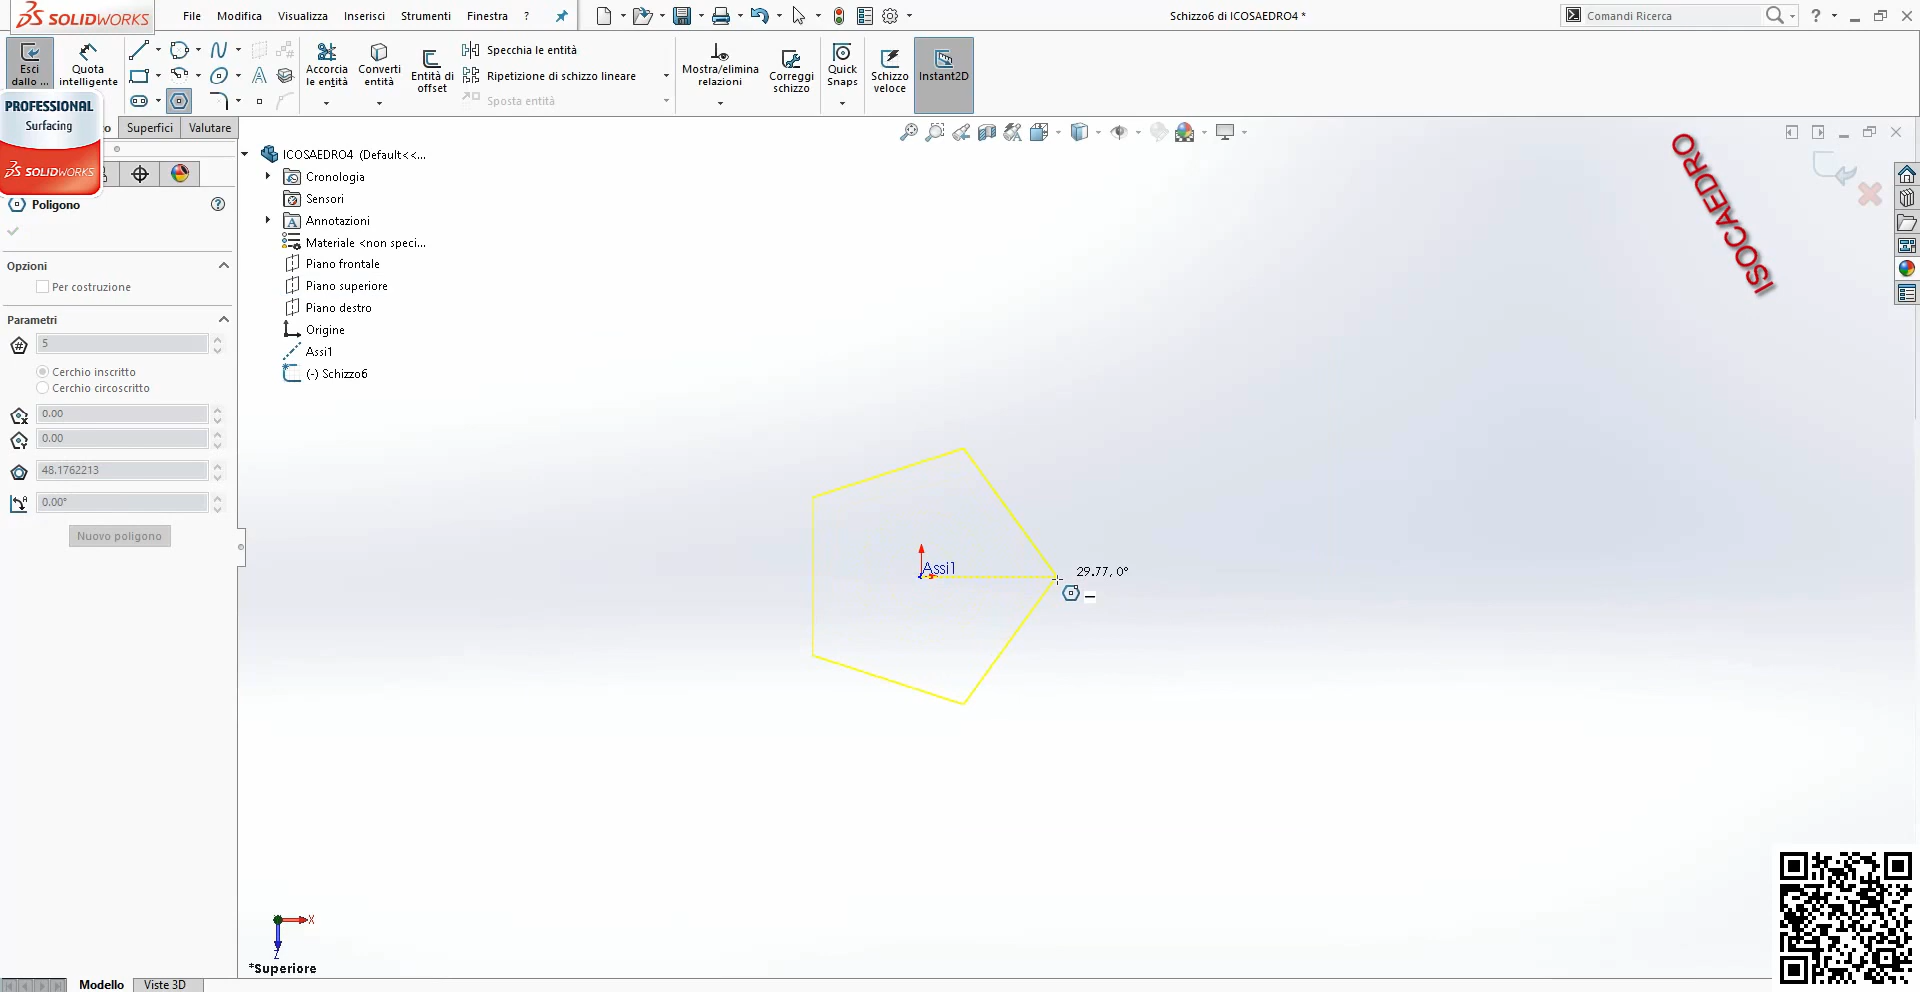 SOLIDWORKS
File Modifica Visualizza Inserisci Strumenti Finestra ?
Schizzo6 di ICOSAEDRO4 *
Comandi Ricerca
?
Esci dallo ...
Quota intelligente
Accorcia le entità
Converti entità
Entità di offset
Specchia le entità
Ripetizione di schizzo lineare
Sposta entità
Mostra/elimina relazioni
Correggi schizzo
Quick Snaps
Schizzo veloce
Instant2D
PROFESSIONAL
Surfacing
SOLIDWORKS
o Superfici Valutare
Poligono
Opzioni
Per costruzione
Parametri
5
Cerchio inscritto
Cerchio circoscritto
0.00
0.00
48.1762213
0.00°
Nuovo poligono
ICOSAEDRO4 (Default<<...
Cronologia
Sensori
Annotazioni
Materiale <non speci...
Piano frontale
Piano superiore
Piano destro
Origine
Assi1
(-) Schizzo6
ISOCAEDRO
Assi1
29.77, 0°
X
Z
*Superiore
Modello Viste 3D